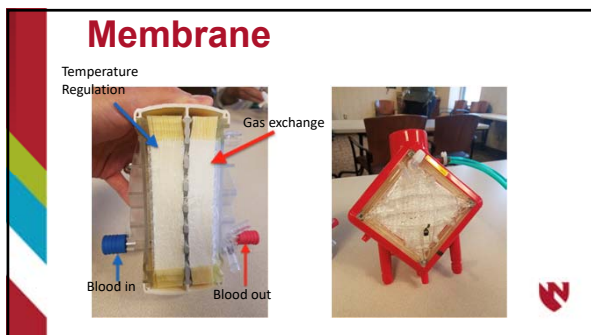 Membrane
Temperature
Regulation
Gas exchange
Blood in
Blood out
N